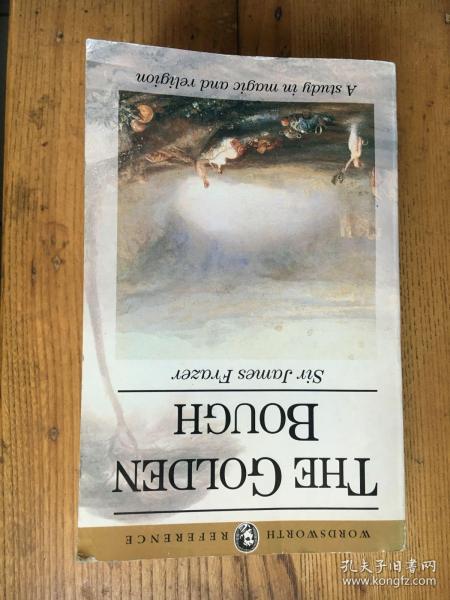 WORDSWORTH REFERENCE
THE GOLDEN
BOUGH
Sir James Frazer
A study in magic and religion
孔夫子旧书网
www.kongfz.com